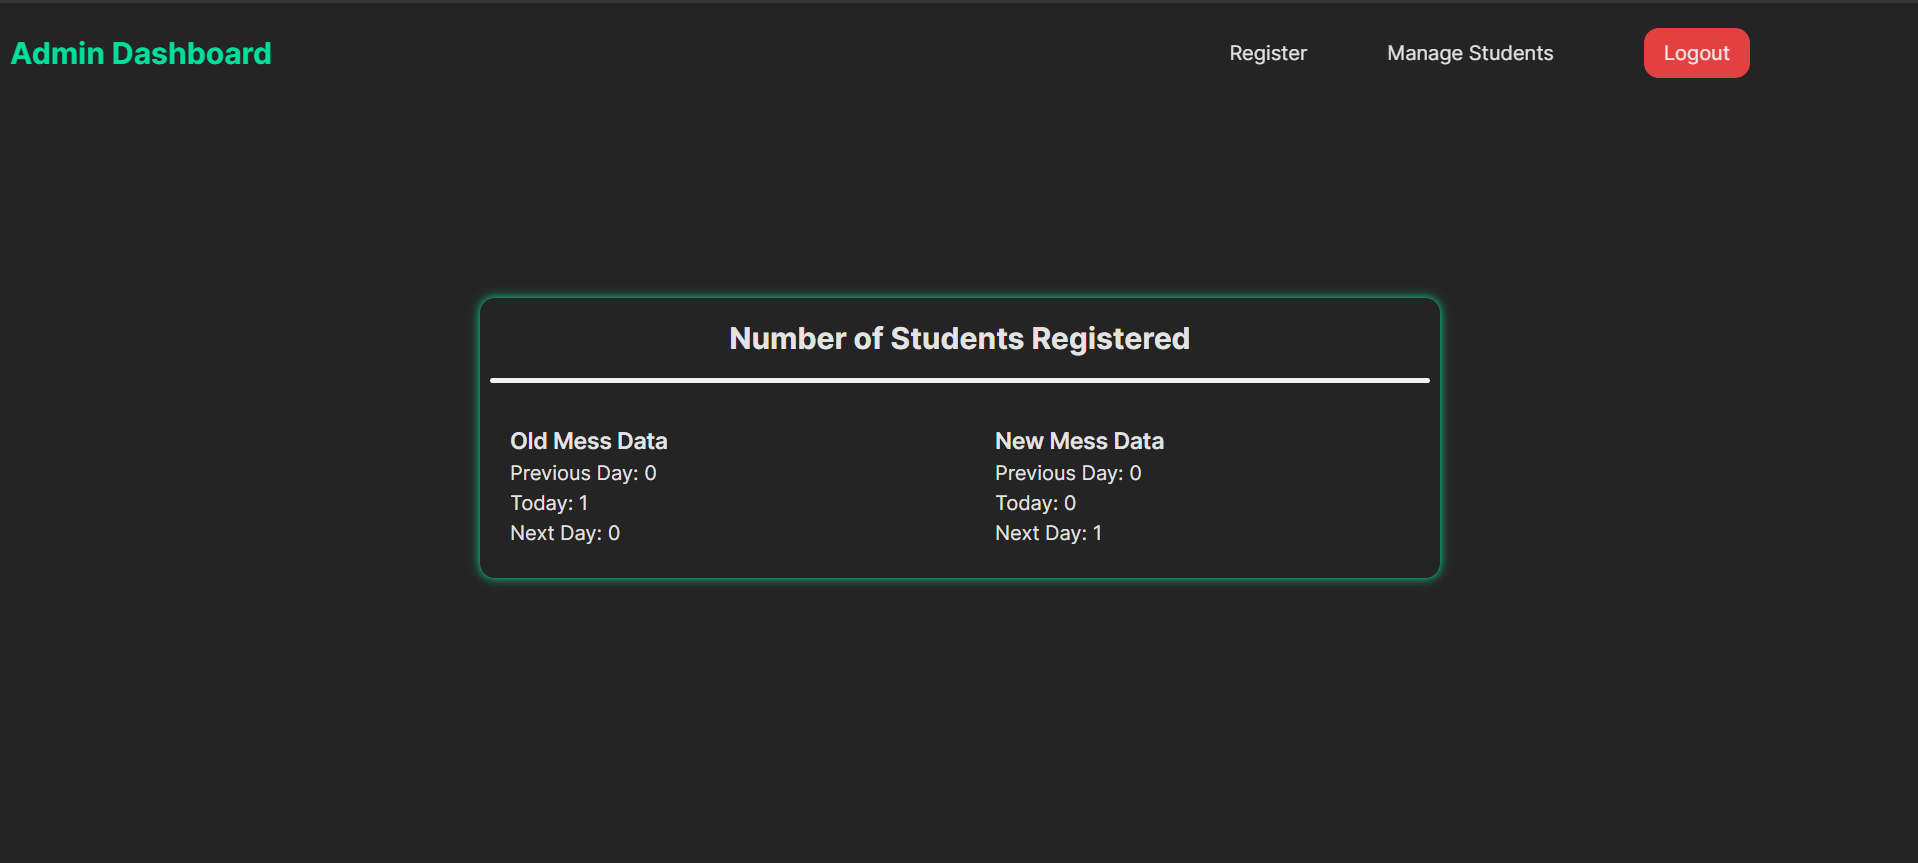 Admin Dashboard
Register
Manage Students
Logout
Number of Students Registered
Old Mess Data
Previous Day: 0
Today: 1
Next Day: 0
New Mess Data
Previous Day: 0
Today: 0
Next Day: 1